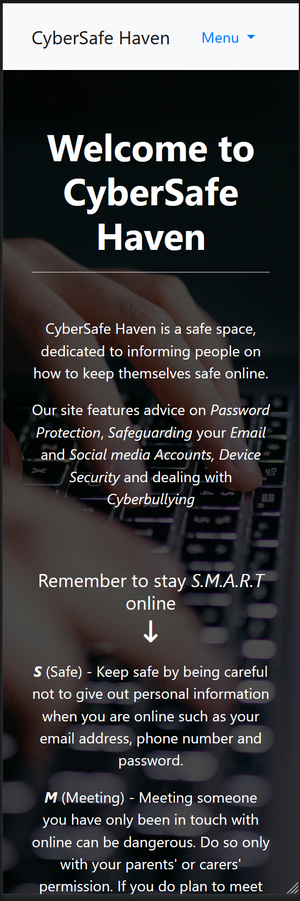 CyberSafe Haven Menu
Welcome to
CyberSafe
Haven
CyberSafe Haven is a safe space,
dedicated to informing people on
how to keep themselves safe online.
Our site features advice on Password
Protection, Safeguarding your Email
and Social media Accounts, Device
Security and dealing with
Cyberbullying
Remember to stay S.M.A.R.T
online
S (Safe) - Keep safe by being careful
not to give out personal information
when you are online such as your
email address, phone number and
password.
M (Meeting) - Meeting someone
you have only been in touch with
online can be dangerous. Do so only
with your parents' or carers'
permission. If you do plan to meet